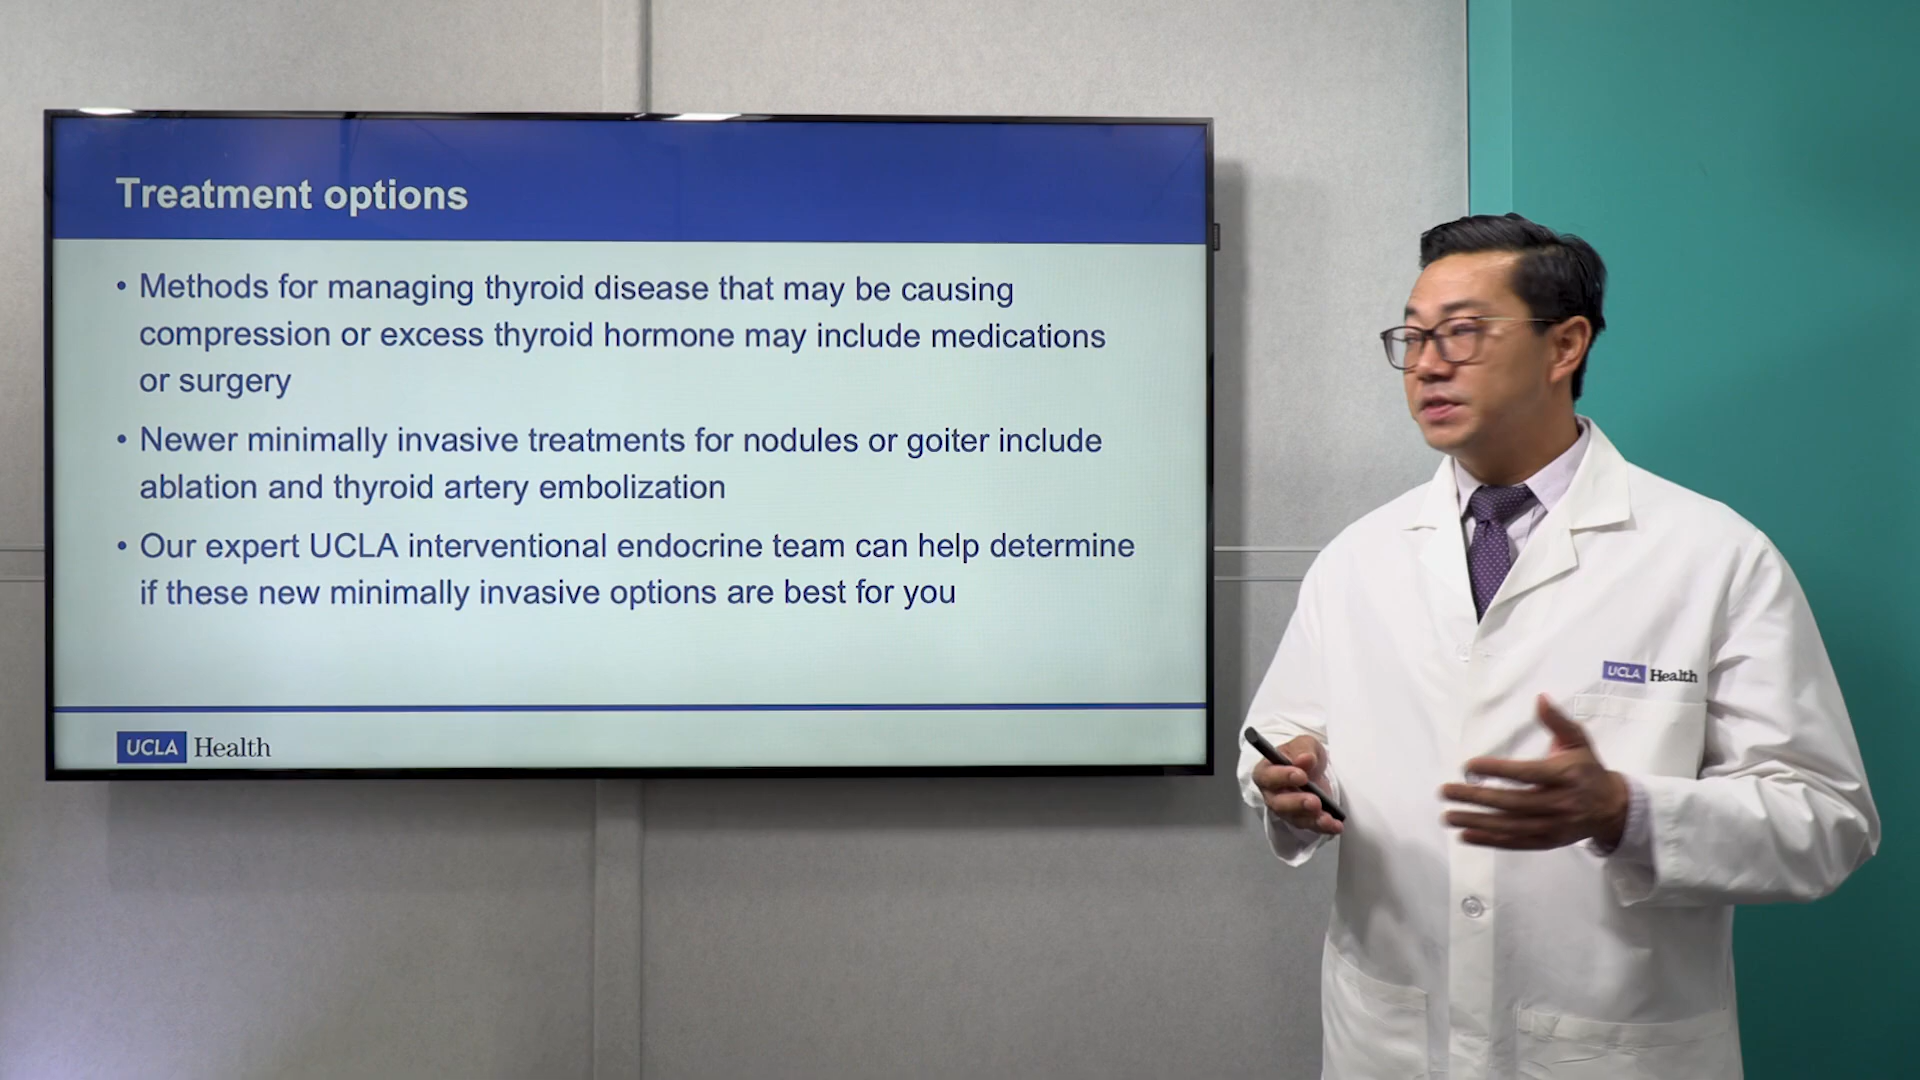 Treatment options
• Methods for managing thyroid disease that may be causing
compression or excess thyroid hormone may include medications
or surgery
• Newer minimally invasive treatments for nodules or goiter include
ablation and thyroid artery embolization
• Our expert UCLA interventional endocrine team can help determine
if these new minimally invasive options are best for you
UCLA Health
UCLA Health